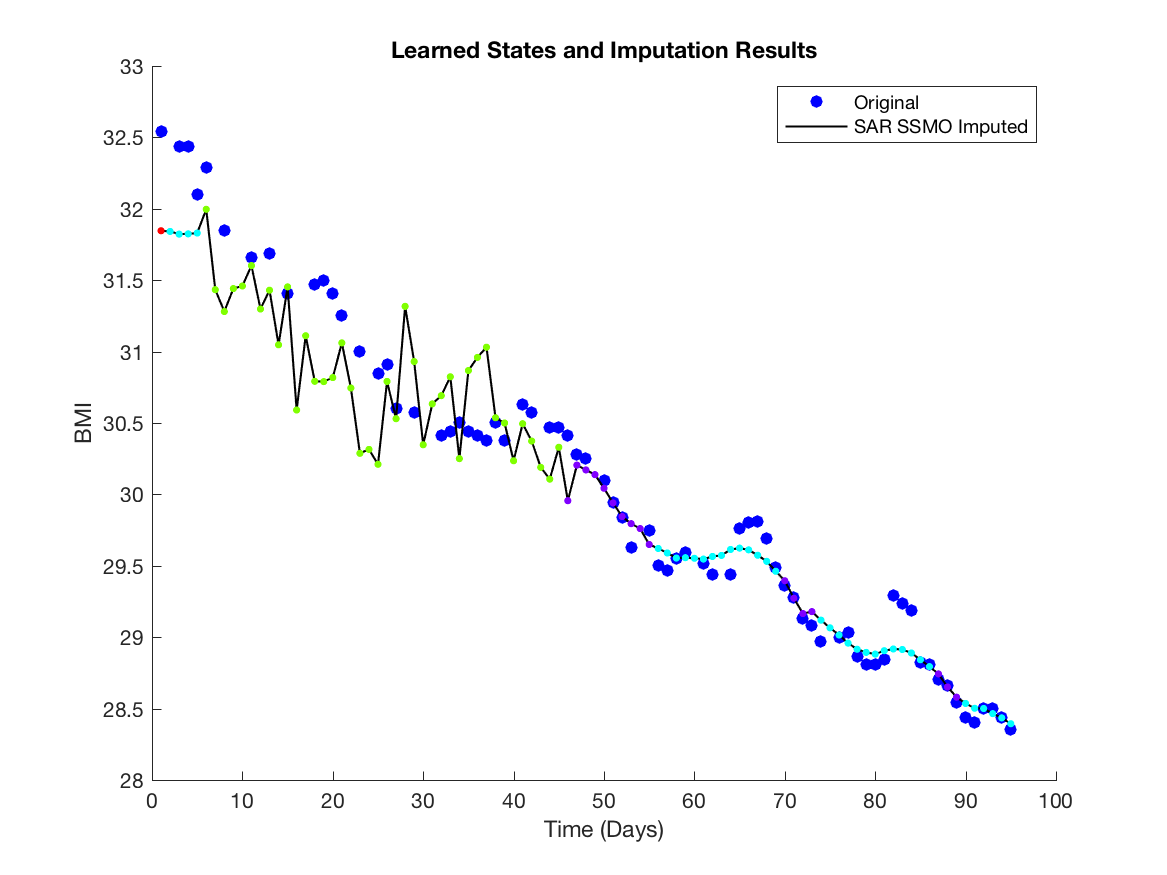 Learned States and Imputation Results
33
32.5
32
31.5
31
30.5
30
29.5
29
28.5
28
BMI
Original
SAR SSMO Imputed
0 10 20 30 40 50 60 70 80 90 100
Time (Days)